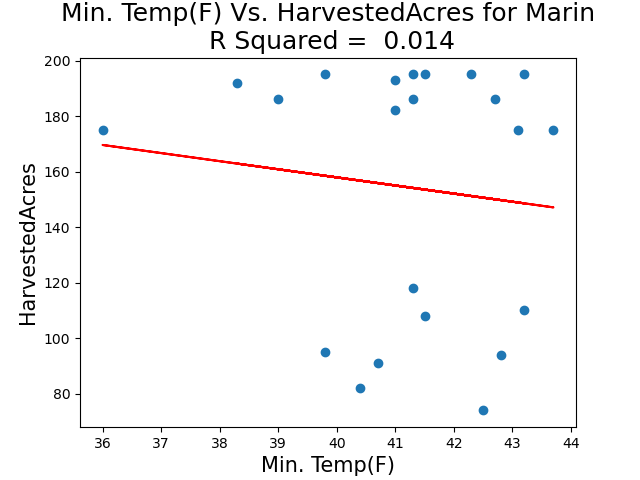 Min. Temp(F) Vs. HarvestedAcres for Marin
R Squared =  0.014
HarvestedAcres
200
180
160
140
120
100
80
36 37 38 39 40 41 42 43 44
Min. Temp(F)